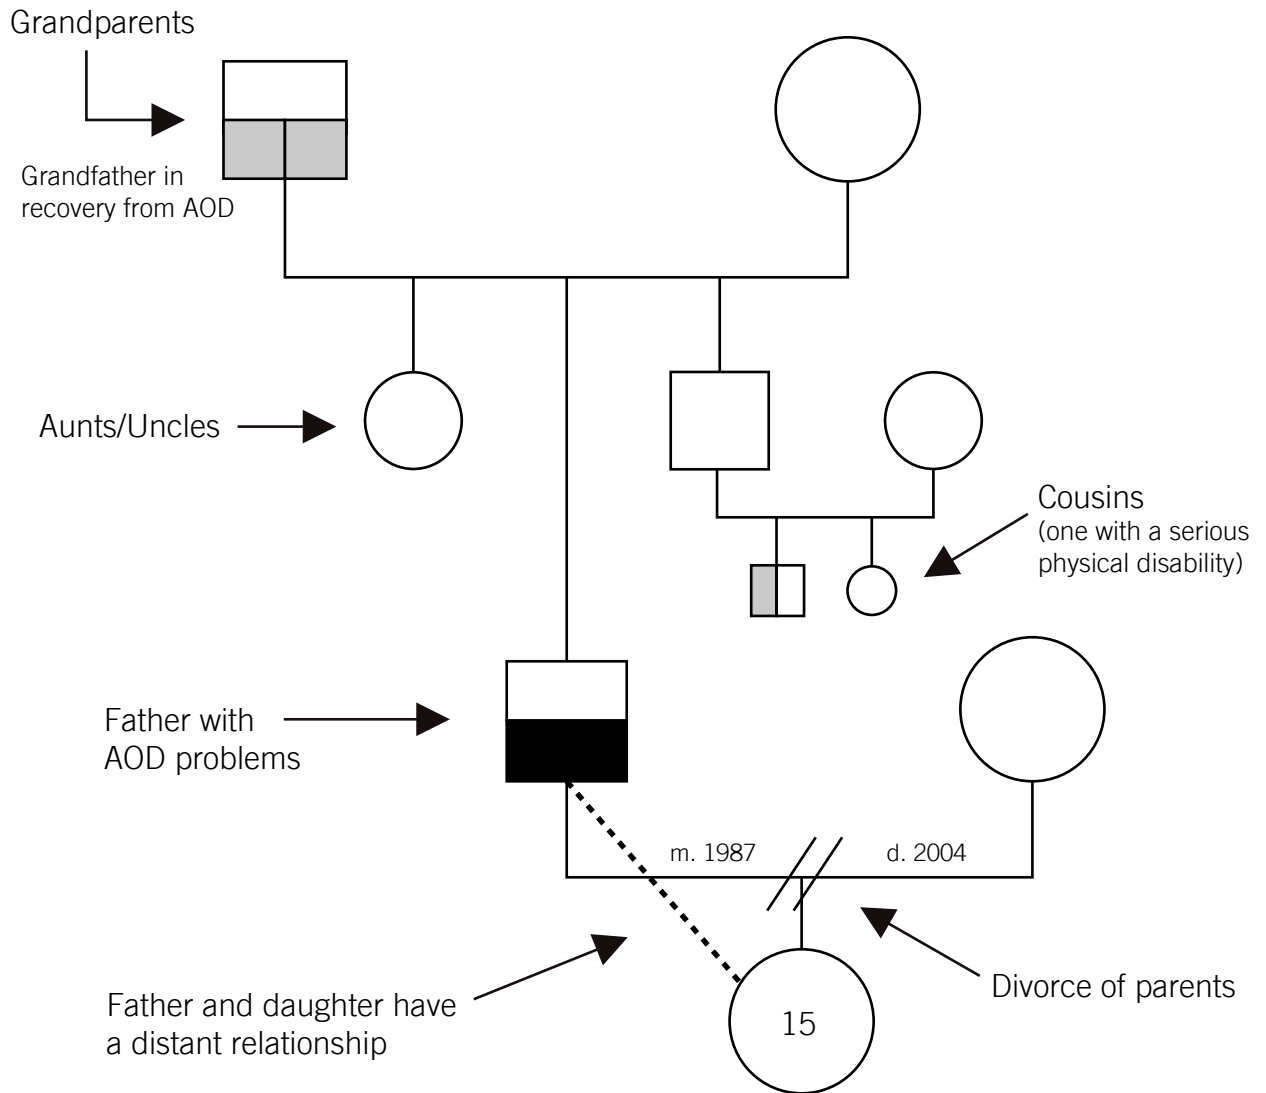 Grandparents
Grandfather in
recovery from AOD
Aunts/Uncles
Cousins
(one with a serious
physical disability)
Father with
AOD problems
m. 1987
d. 2004
Father and daughter have
a distant relationship
Divorce of parents
15